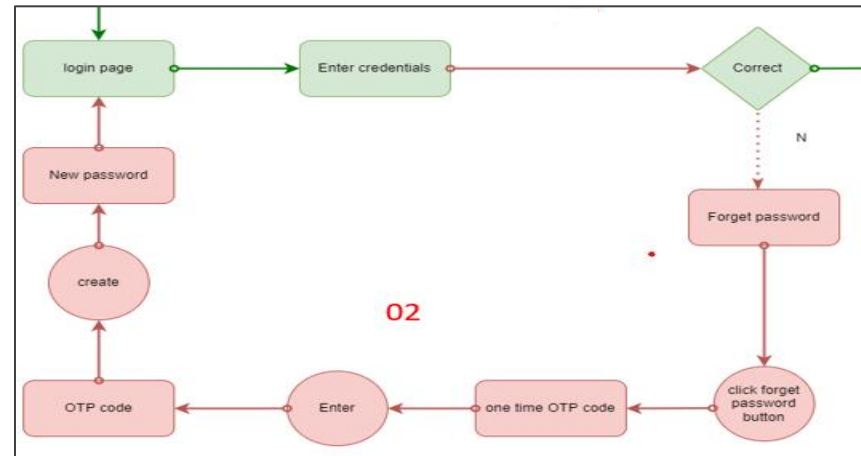 login page
Enter credentials
Correct
N
New password
Forget password
create
02
OTP code
Enter
one time OTP code
click forget
password
button